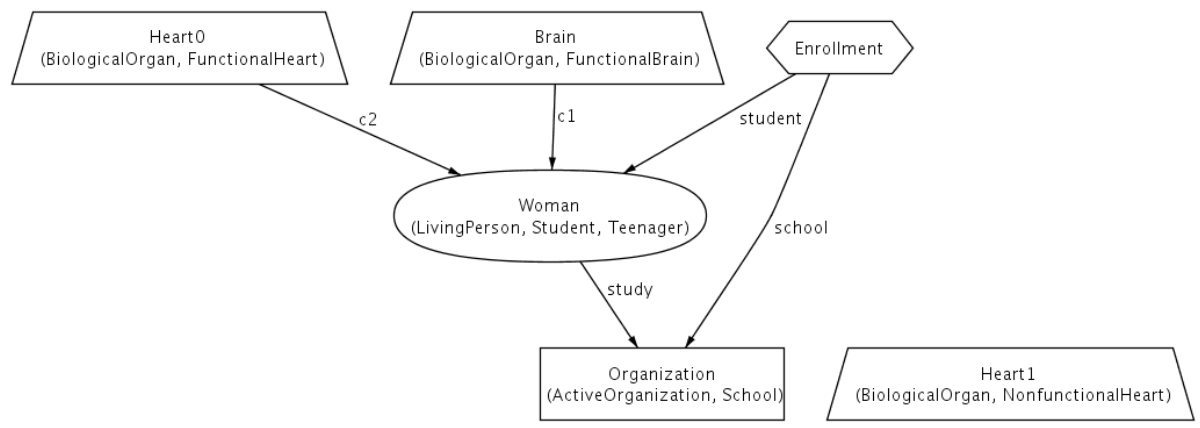 Heart0
(BiologicalOrgan, FunctionalHeart)
Brain
(BiologicalOrgan, FunctionalBrain)
Enrollment
c2
c1
student
Woman
(LivingPerson, Student, Teenager)
school
study
Organization
(ActiveOrganization, School)
Heart1
(BiologicalOrgan, NonfunctionalHeart)